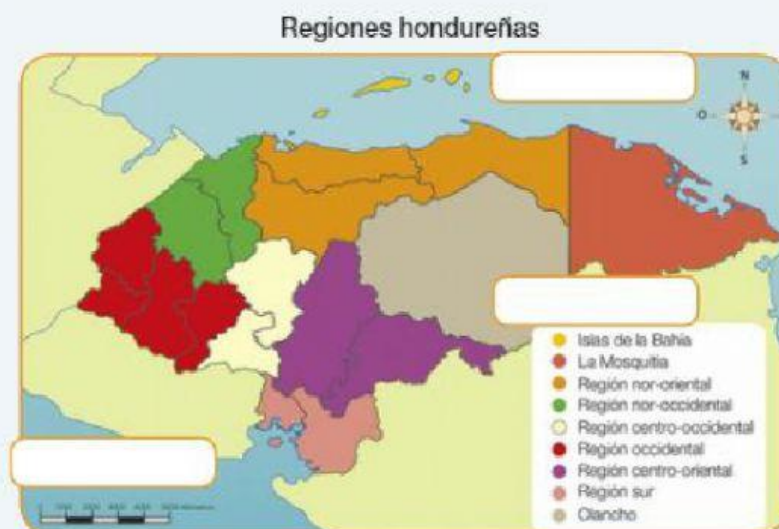 Regiones hondureñas
N
O
S
Islas de la Bahia
La Mosquitia
Región nor-oriental
Región nor-occidental
Región centro-occidental
Región occidental
Región centro-oriental
Región sur
Olancho